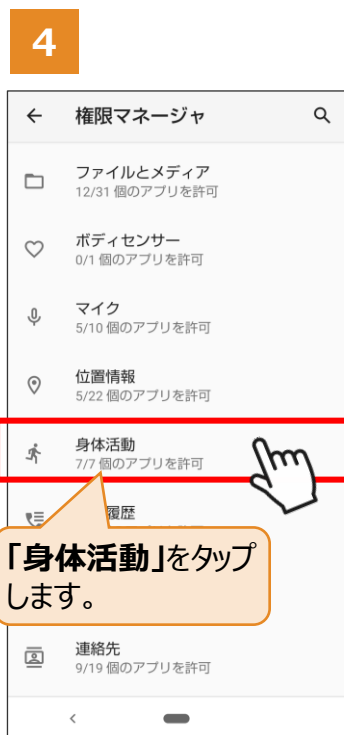 4
権限マネージャ
ファイルとメディア
12/31 個のアプリを許可
ボディセンサー
0/1 個のアプリを許可
マイク
5/10 個のアプリを許可
位置情報
5/22 個のアプリを許可
身体活動
7/7 個のアプリを許可
履歴
「身体活動」をタップ
します。
連絡先
9/19 個のアプリを許可